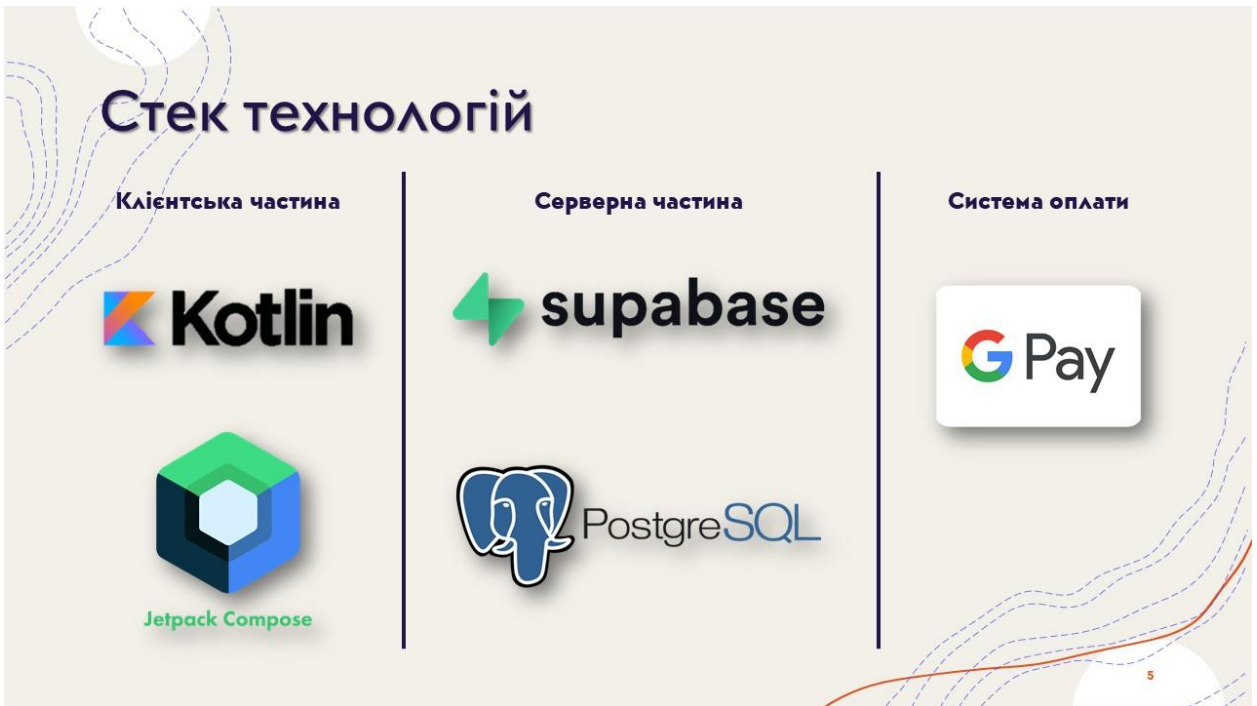 Стек технологій
Клієнтська частина
Kotlin
Jetpack Compose
Серверна частина
supabase
PostgreSQL
Система оплати
G Pay
5